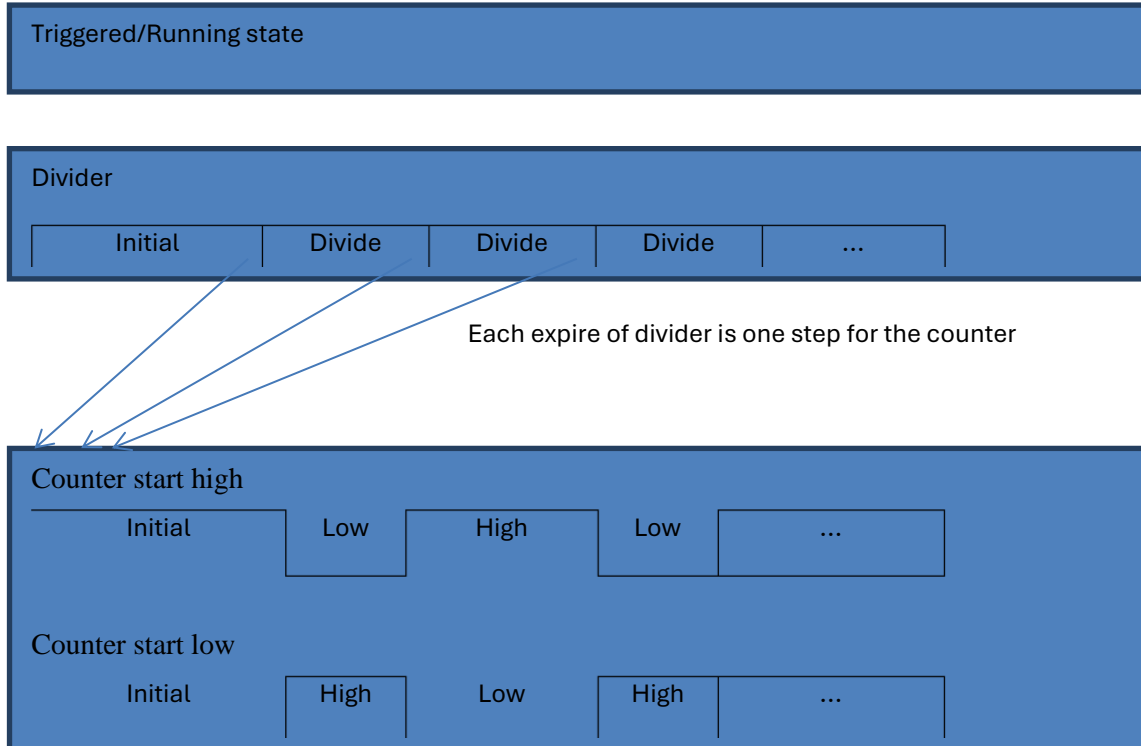 Triggered/Running state
Divider
Initial Divide Divide Divide ...
Each expire of divider is one step for the counter
Counter start high
Initial Low High Low ...
Counter start low
Initial High Low High ...